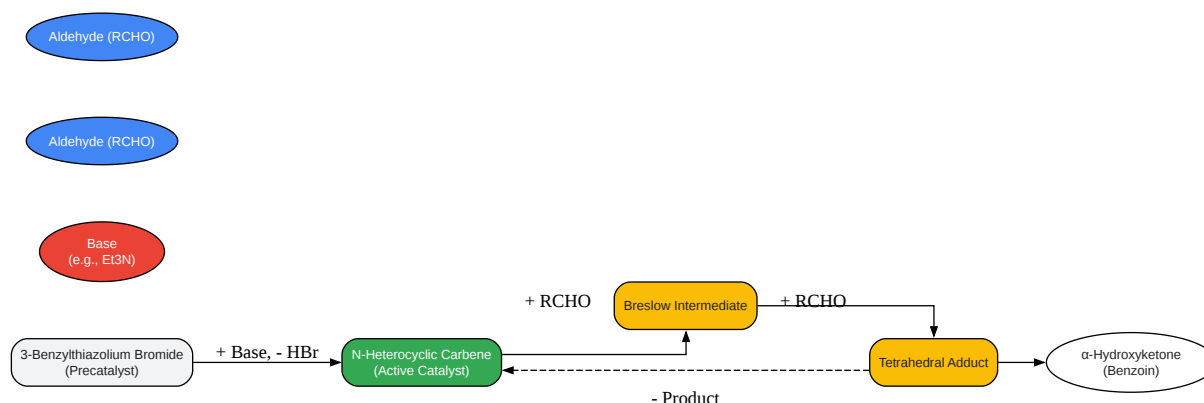 Aldehyde (RCHO)
Aldehyde (RCHO)
Base
(e.g., Et3N)
+ RCHO
Breslow Intermediate
+ RCHO
3-Benzylthiazolium Bromide
(Precatalyst)
+ Base, - HBr
N-Heterocyclic Carbene
(Active Catalyst)
Tetrahedral Adduct
α-Hydroxyketone
(Benzoin)
- Product